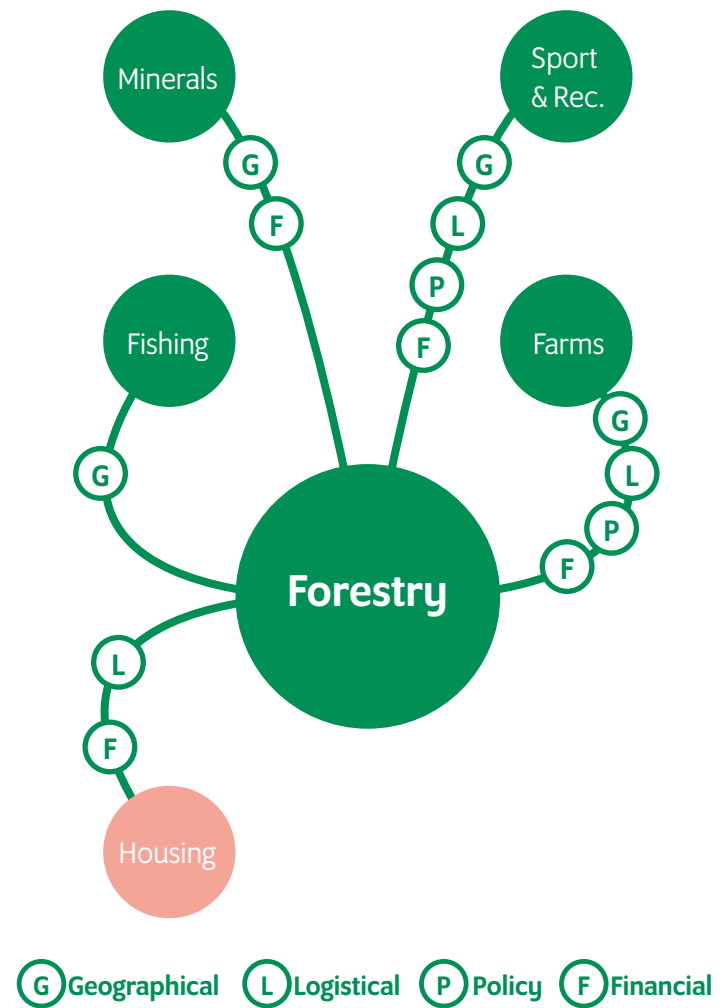 Minerals
Sport
& Rec.
G
F
G
L
P
F
Fishing
Farms
G
G
L
P
F
Forestry
L
F
Housing
G Geographical L Logistical P Policy F Financial